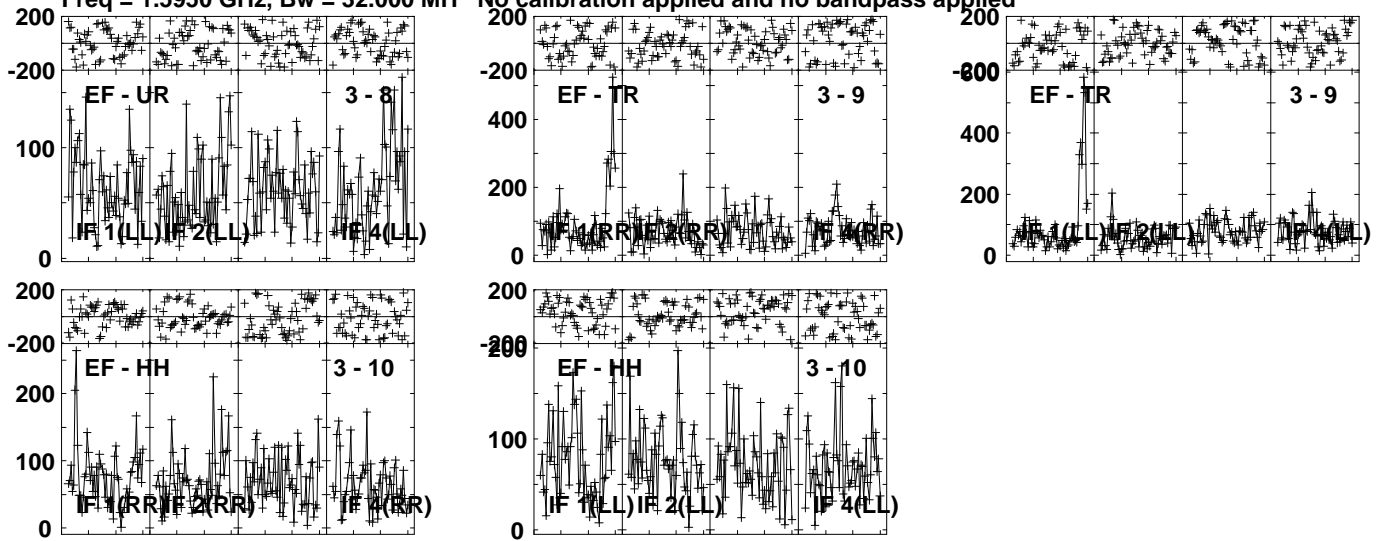 Freq = 1.5950 GHz, Bw = 32.000 MH No calibration applied and no bandpass applied
200 200 200
-200 -200 -200
600
EF - UR 3 - 8 EF - TR 3 - 9 EF - TR 3 - 9
400 400
100
200 200
IF 1(LL) IF 2(LL) IF 4(LL) IF 1(RR) IF 2(RR) IF 4(RR) IF 1(LL) IF 2(LL) IF 4(LL)
0 0 0
200 200
-200 -200
200
EF - HH 3 - 10 EF - HH 3 - 10
200
100 100
IF 1(RR) IF 2(RR) IF 4(RR) IF 1(LL) IF 2(LL) IF 4(LL)
0 0